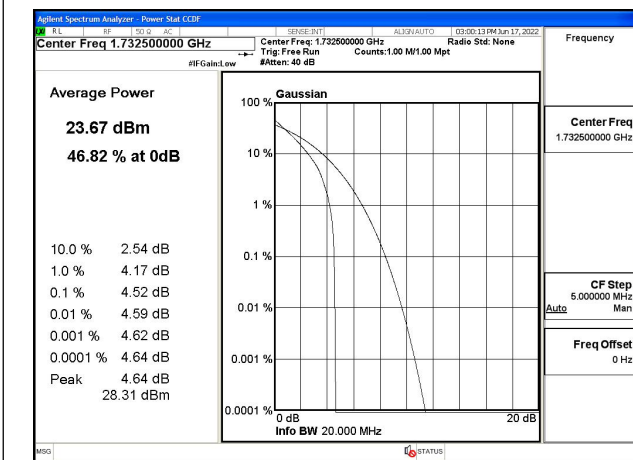 Agilent Spectrum Analyzer - Power Stat CCDF
RL RF 50 Ω AC SENSE:INT ALIGN AUTO 03:00:13 PM Jun 17, 2022
Center Freq 1.732500000 GHz
Center Freq: 1.732500000 GHz Radio Std: None
Trig: Free Run Counts:1.00 M/1.00 Mpt
#IFGain:Low #Atten: 40 dB
Frequency
Average Power
23.67 dBm
46.82 % at 0dB
10.0 % 2.54 dB
1.0 % 4.17 dB
0.1 % 4.52 dB
0.01 % 4.59 dB
0.001 % 4.62 dB
0.0001 % 4.64 dB
Peak 4.64 dB
28.31 dBm
Gaussian
100 %
10 %
1 %
0.1 %
0.01 %
0.001 %
0.0001 %
0 dB 20 dB
Info BW 20.000 MHz
Center Freq
1.732500000 GHz
CF Step
5.000000 MHz
Auto Man
Freq Offset
0 Hz
MSG STATUS